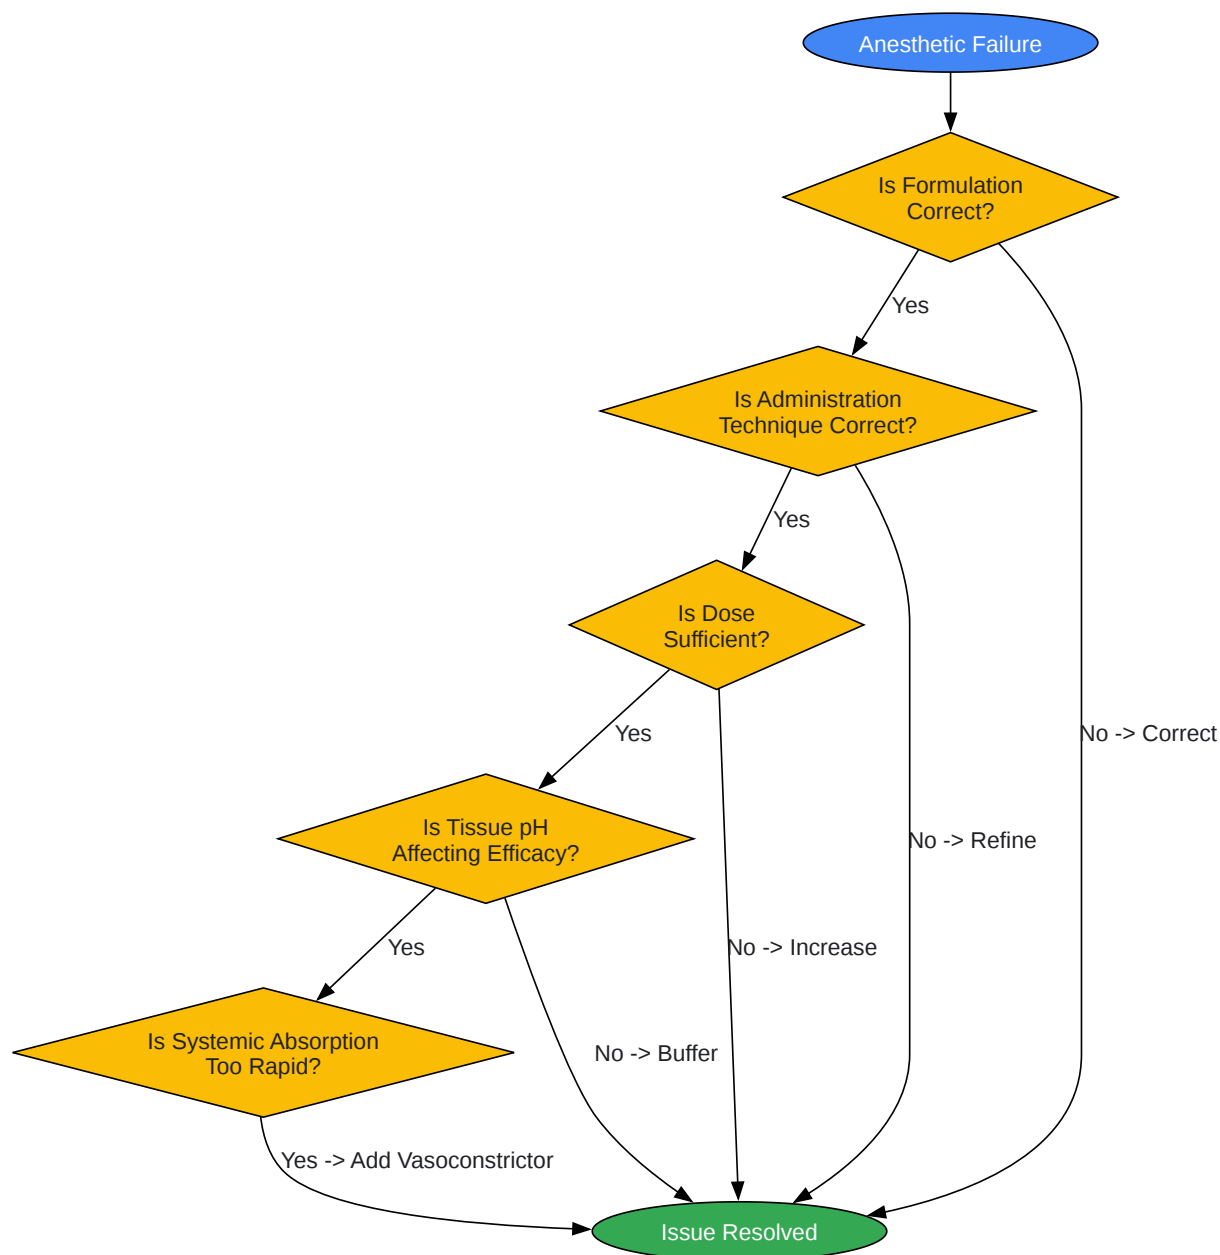 Anesthetic Failure
Is Formulation
Correct?
Yes
Is Administration
Technique Correct?
Yes
Is Dose
Sufficient?
Yes
No -> Correct
Is Tissue pH
Affecting Efficacy?
No -> Refine
Yes
No -> Increase
Is Systemic Absorption
Too Rapid?
No -> Buffer
Yes -> Add Vasoconstrictor
Issue Resolved